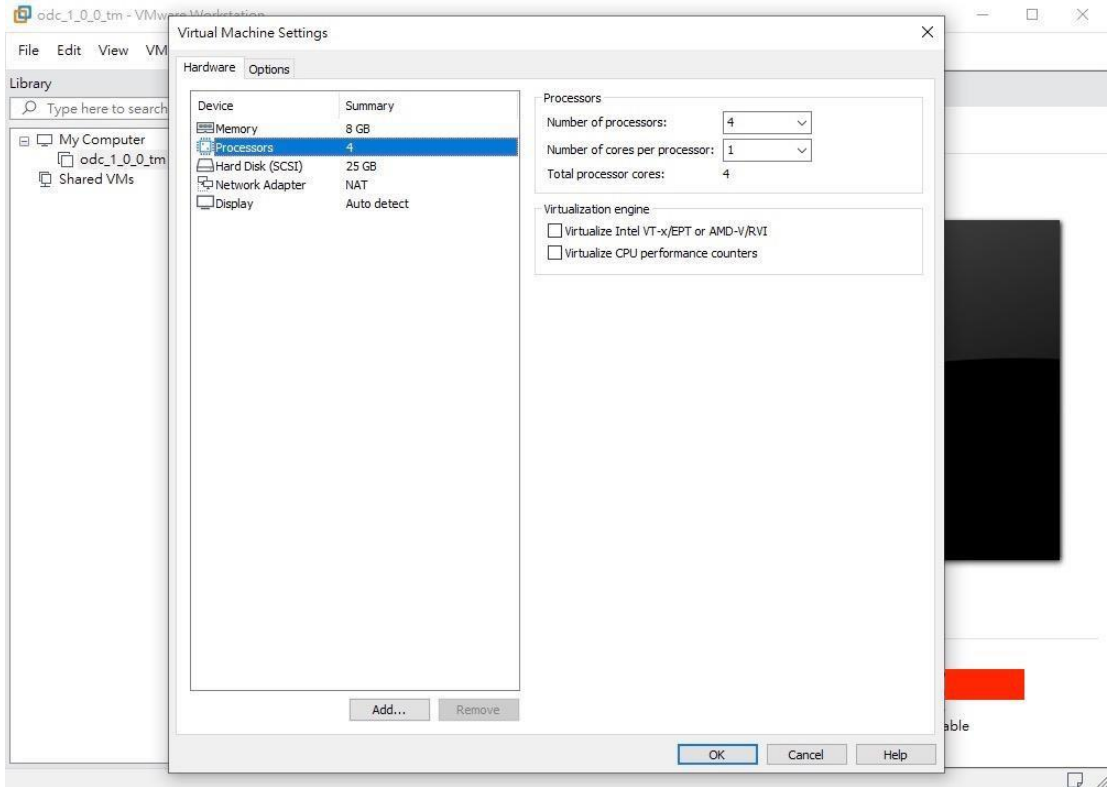 odc_1_0_0_tm - VMware Workstation
Virtual Machine Settings
File Edit View VM
Hardware Options
Library
Type here to search
My Computer
odc_1_0_0_tm
Shared VMs
Device Summary
Memory 8 GB
Processors 4
Hard Disk (SCSI) 25 GB
Network Adapter NAT
Display Auto detect
Processors
Number of processors: 4
Number of cores per processor: 1
Total processor cores: 4
Virtualization engine
Virtualize Intel VT-x/EPT or AMD-V/RVI
Virtualize CPU performance counters
Add... Remove
able
OK Cancel Help